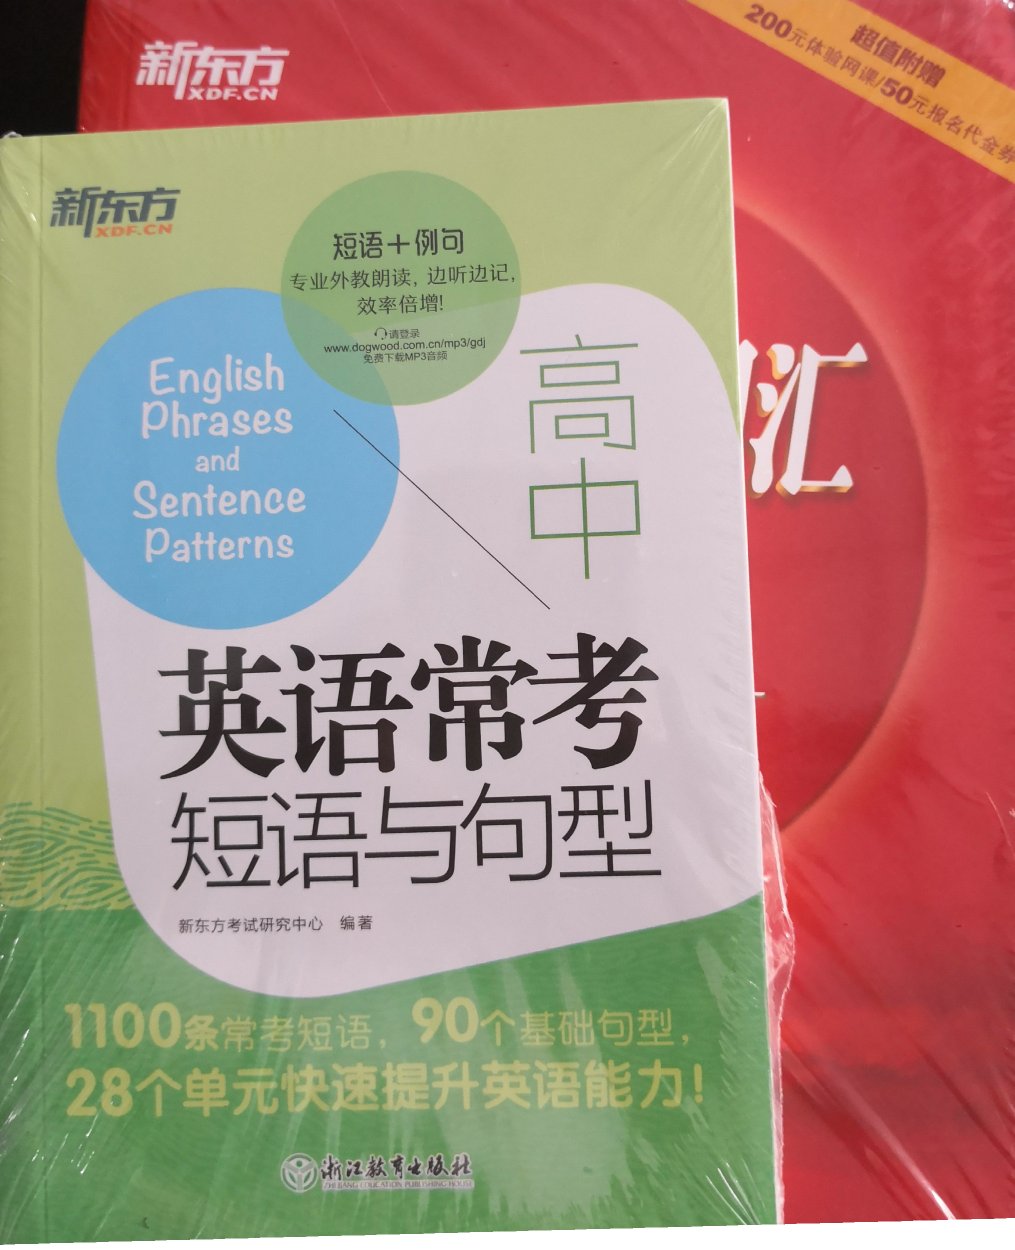 新东方
XDF.CN
超值附赠
200元体验网课/50元报名代金券
汇
新东方
XDF.CN
短语+例句
专业外教朗读，边听边记，
效率倍增！
请登录
www.dogwood.com.cn/mp3/gdj
免费下载MP3音频
English
Phrases
and
Sentence
Patterns
高
中
英语常考
短语与句型
新东方考试研究中心 编著
1100条常考短语，90个基础句型，
28个单元快速提升英语能力！
浙江教育出版社
ZHEJIANG EDUCATION PUBLISHING HOUSE